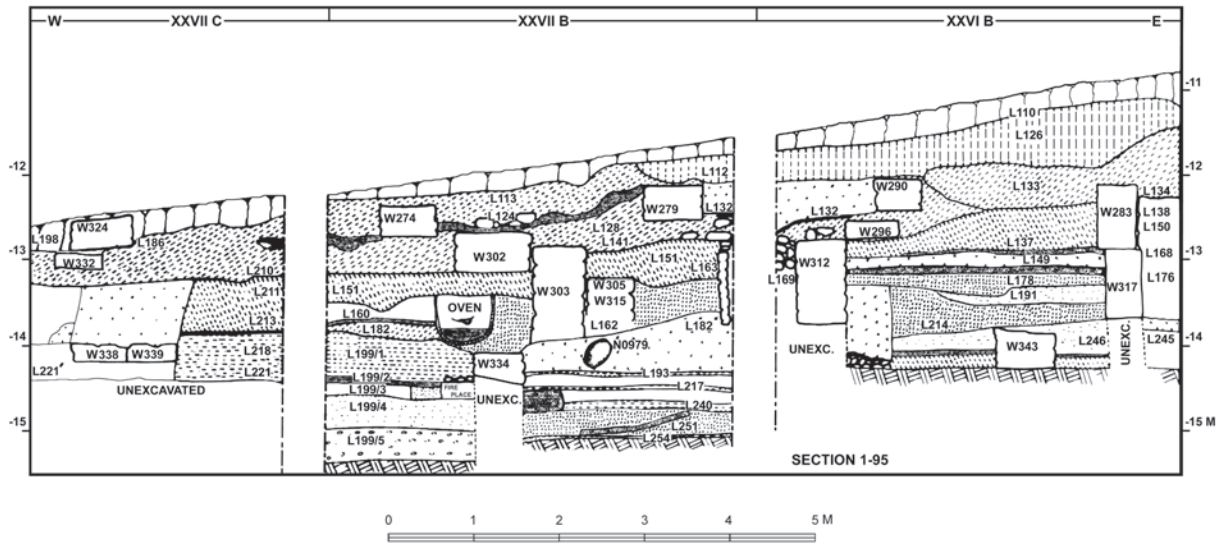 W XXVII C XXVII B XXVI B E
-11
L110
L126
-12
-12
L112
L113
L133
W290
L134
W324
W274
L124
W279
L132
L132
W283
L138
L198
L186
L128
W296
L150
L141
-13
-13
W332
W302
L151
L163
W312
L137
L168
L149
L210
L169
L176
L211
L151
W303
W305
L178
W317
W315
L191
OVEN
L160
L213
L182
L162
L182
L214
-14
-14
W338 W339
L218
L199/1
W334
N0979
UNEXC.
W343
L246
UNEXC.
L245
L221
L221
L199/2
L193
UNEXCAVATED
L199/3
FIRE PLACE
UNEXC.
L217
L199/4
L240
-15
L251
-15 M
L199/5
L254
SECTION 1-95
0 1 2 3 4 5 M